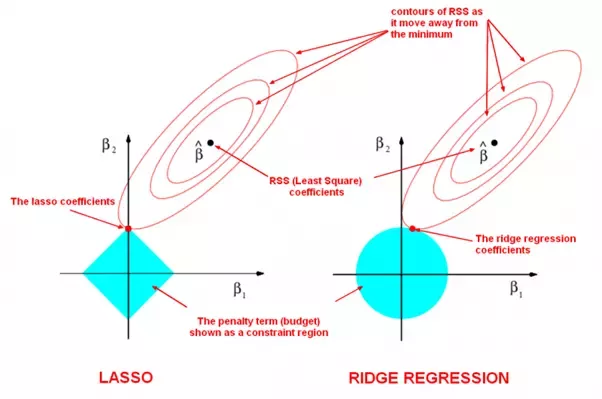 contours of RSS as
it move away from
the minimum
β₂
β̂
β₂
β̂
RSS (Least Square)
coefficients
The lasso coefficients
The ridge regression
coefficients
β₁
β₁
The penalty term (budget)
shown as a constraint region
LASSO
RIDGE REGRESSION